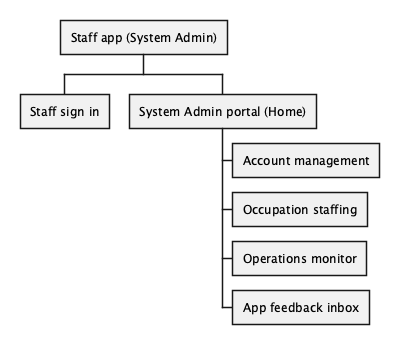 Staff app (System Admin)
Staff sign in
System Admin portal (Home)
Account management
Occupation staffing
Operations monitor
App feedback inbox